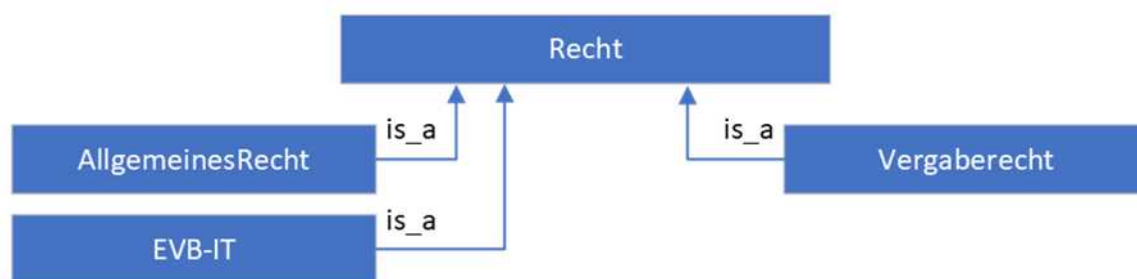 Recht
is_a
is_a
AllgemeinesRecht
Vergaberecht
is_a
EVB-IT